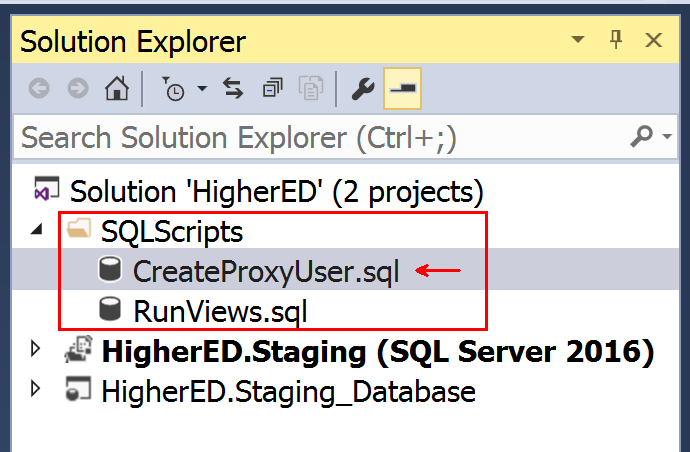 Solution Explorer
Search Solution Explorer (Ctrl+;)
Solution 'HigherED' (2 projects)
SQLScripts
CreateProxyUser.sql
RunViews.sql
HigherED.Staging (SQL Server 2016)
HigherED.Staging_Database